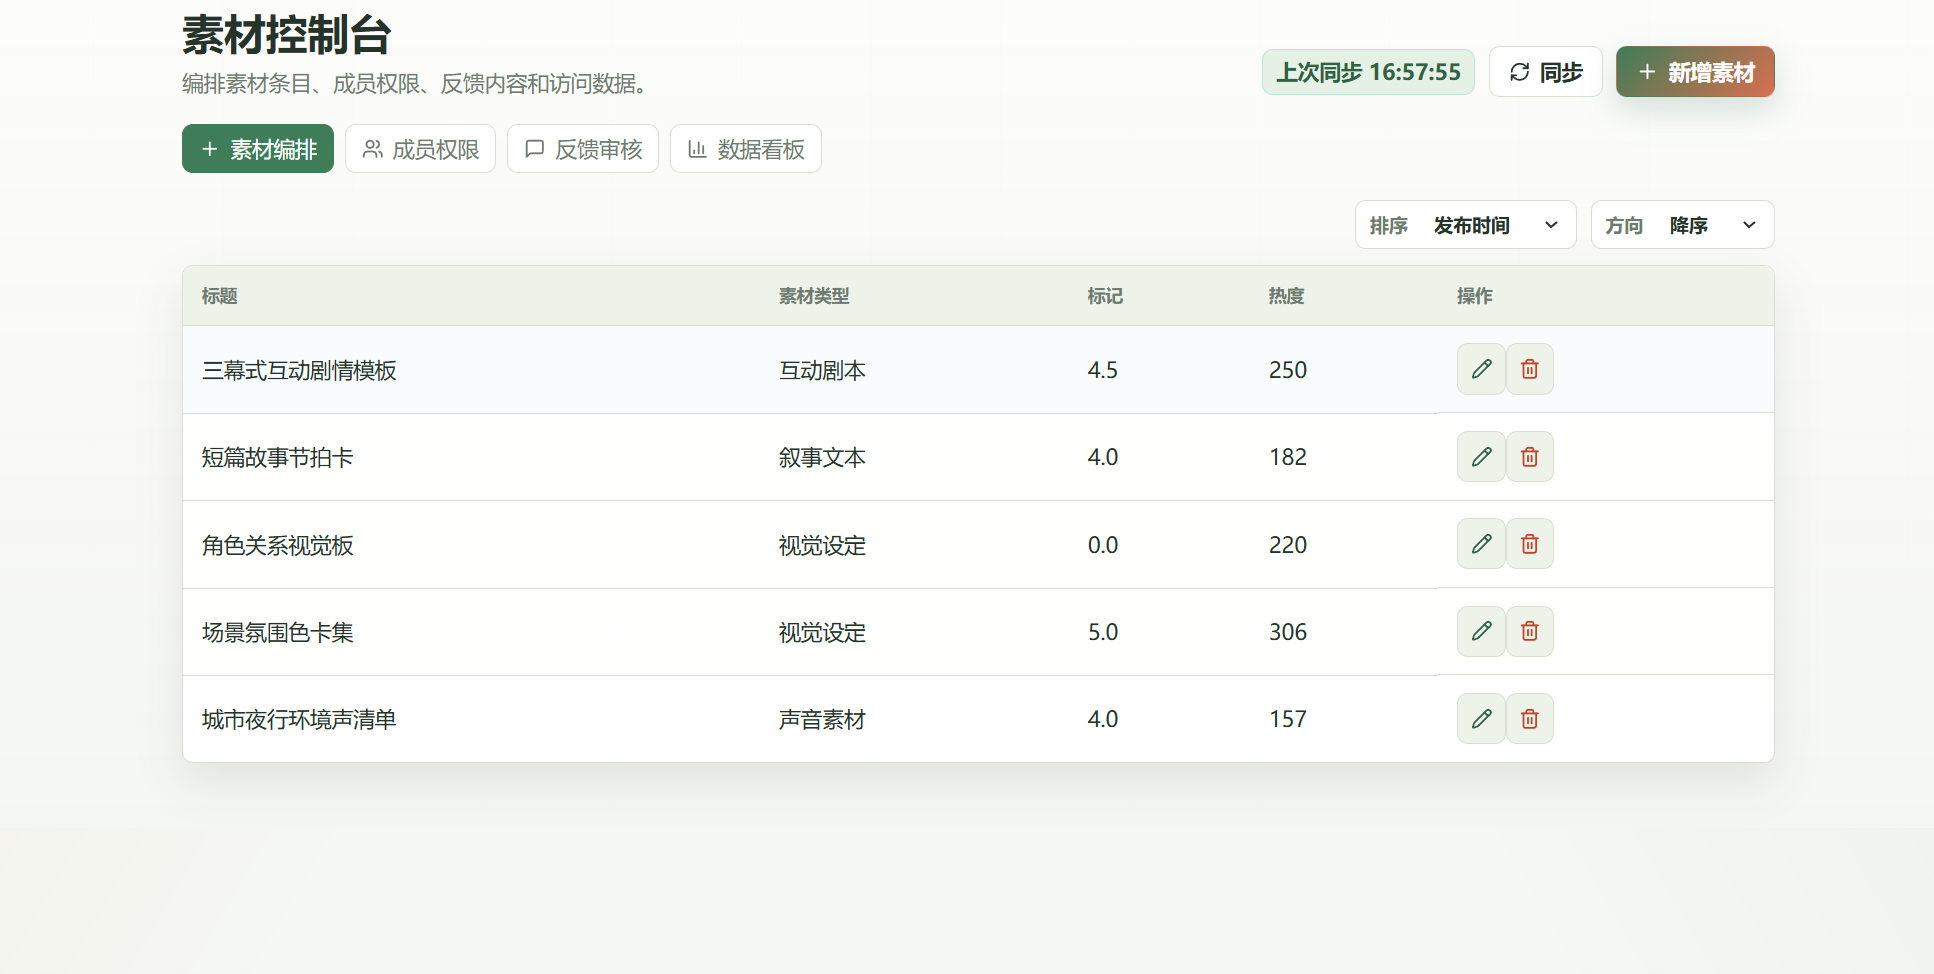 素材控制台
编排素材条目、成员权限、反馈内容和访问数据。
上次同步 16:57:55
同步
新增素材
素材编排
成员权限
反馈审核
数据看板
排序 发布时间
方向 降序
标题 素材类型 标记 热度 操作
三幕式互动剧情模板 互动剧本 4.5 250
短篇故事节拍卡 叙事文本 4.0 182
角色关系视觉板 视觉设定 0.0 220
场景氛围色卡集 视觉设定 5.0 306
城市夜行环境声清单 声音素材 4.0 157